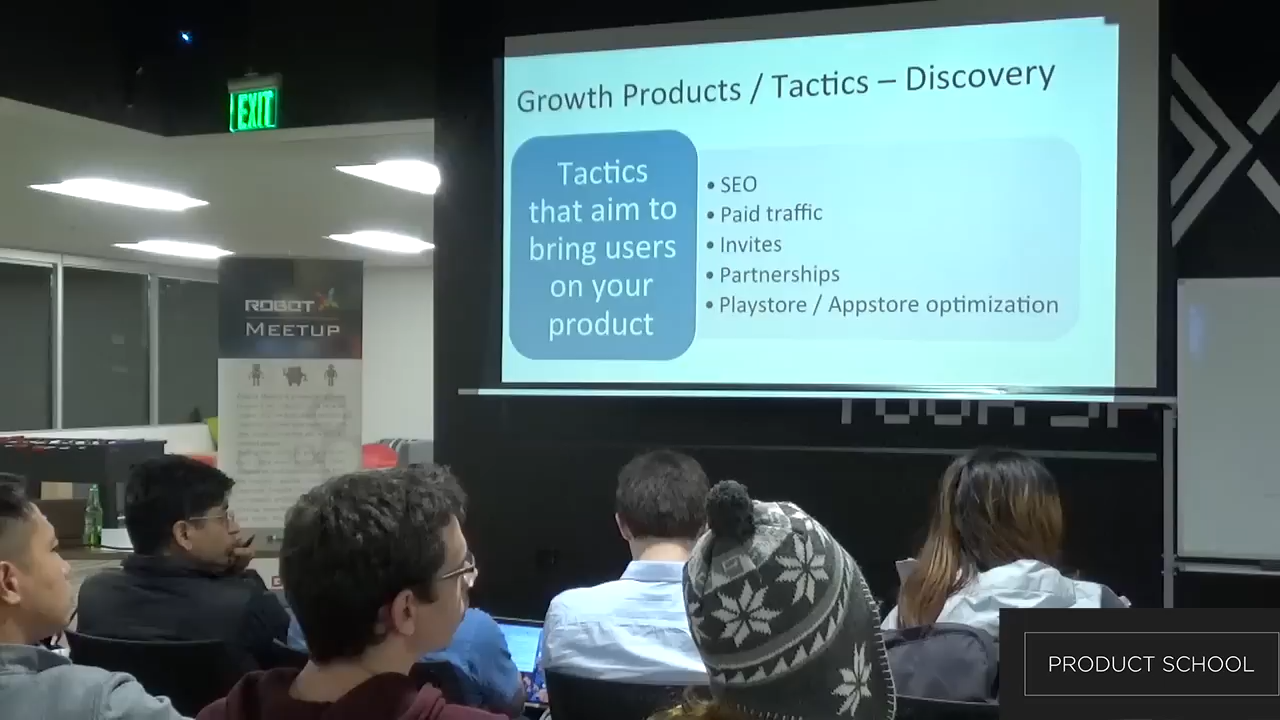 EXIT
Growth Products / Tactics – Discovery
Tactics
that aim to
bring users
on your
product
• SEO
• Paid traffic
• Invites
• Partnerships
• Playstore / Appstore optimization
ROBOTX
MEETUP
PRODUCT SCHOOL